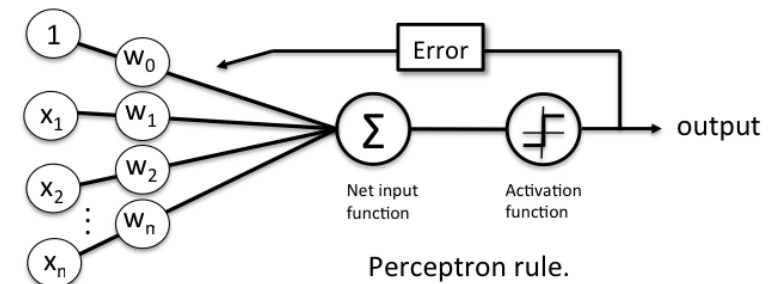 1
w₀
Error
x₁
w₁
Σ
output
x₂
w₂
Net input
function
Activation
function
⋮
wₙ
xₙ
Perceptron rule.